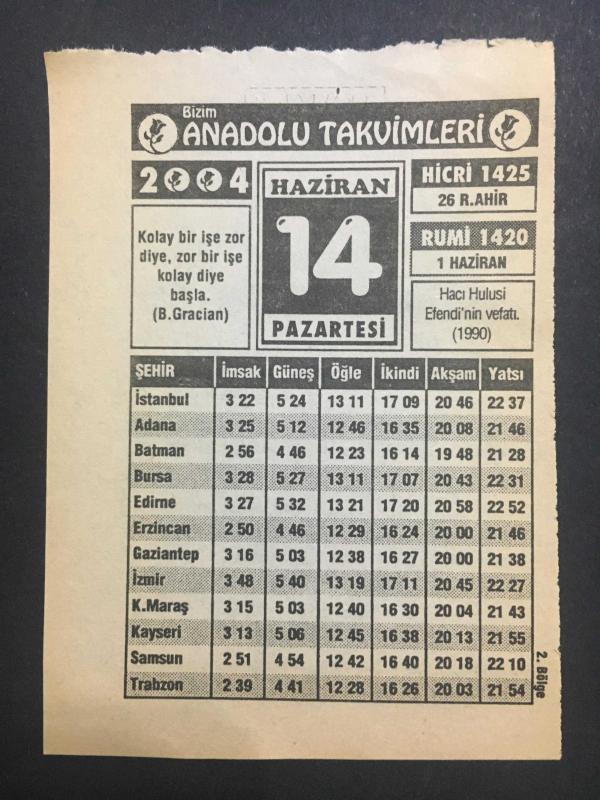 Bizim
ANADOLU TAKVİMLERİ
2004
HAZİRAN
14
PAZARTESİ
HİCRİ 1425
26 R.AHİR
RUMİ 1420
1 HAZİRAN
Kolay bir işe zor
diye, zor bir işe
kolay diye
başla.
(B.Gracian)
Hacı Hulusi
Efendi'nin vefatı.
(1990)
ŞEHİR İmsak Güneş Öğle İkindi Akşam Yatsı
İstanbul 3 22 5 24 13 11 17 09 20 46 22 37
Adana 3 25 5 12 12 46 16 35 20 08 21 46
Batman 2 56 4 46 12 23 16 14 19 48 21 28
Bursa 3 28 5 27 13 11 17 07 20 43 22 31
Edirne 3 27 5 32 13 21 17 20 20 58 22 52
Erzincan 2 50 4 46 12 29 16 24 20 00 21 46
Gaziantep 3 16 5 03 12 38 16 27 20 00 21 38
İzmir 3 48 5 40 13 19 17 11 20 45 22 27
K.Maraş 3 15 5 03 12 40 16 30 20 04 21 43
Kayseri 3 13 5 06 12 45 16 38 20 13 21 55
Samsun 2 51 4 54 12 42 16 40 20 18 22 10
Trabzon 2 39 4 41 12 28 16 26 20 03 21 54
2. Bölge